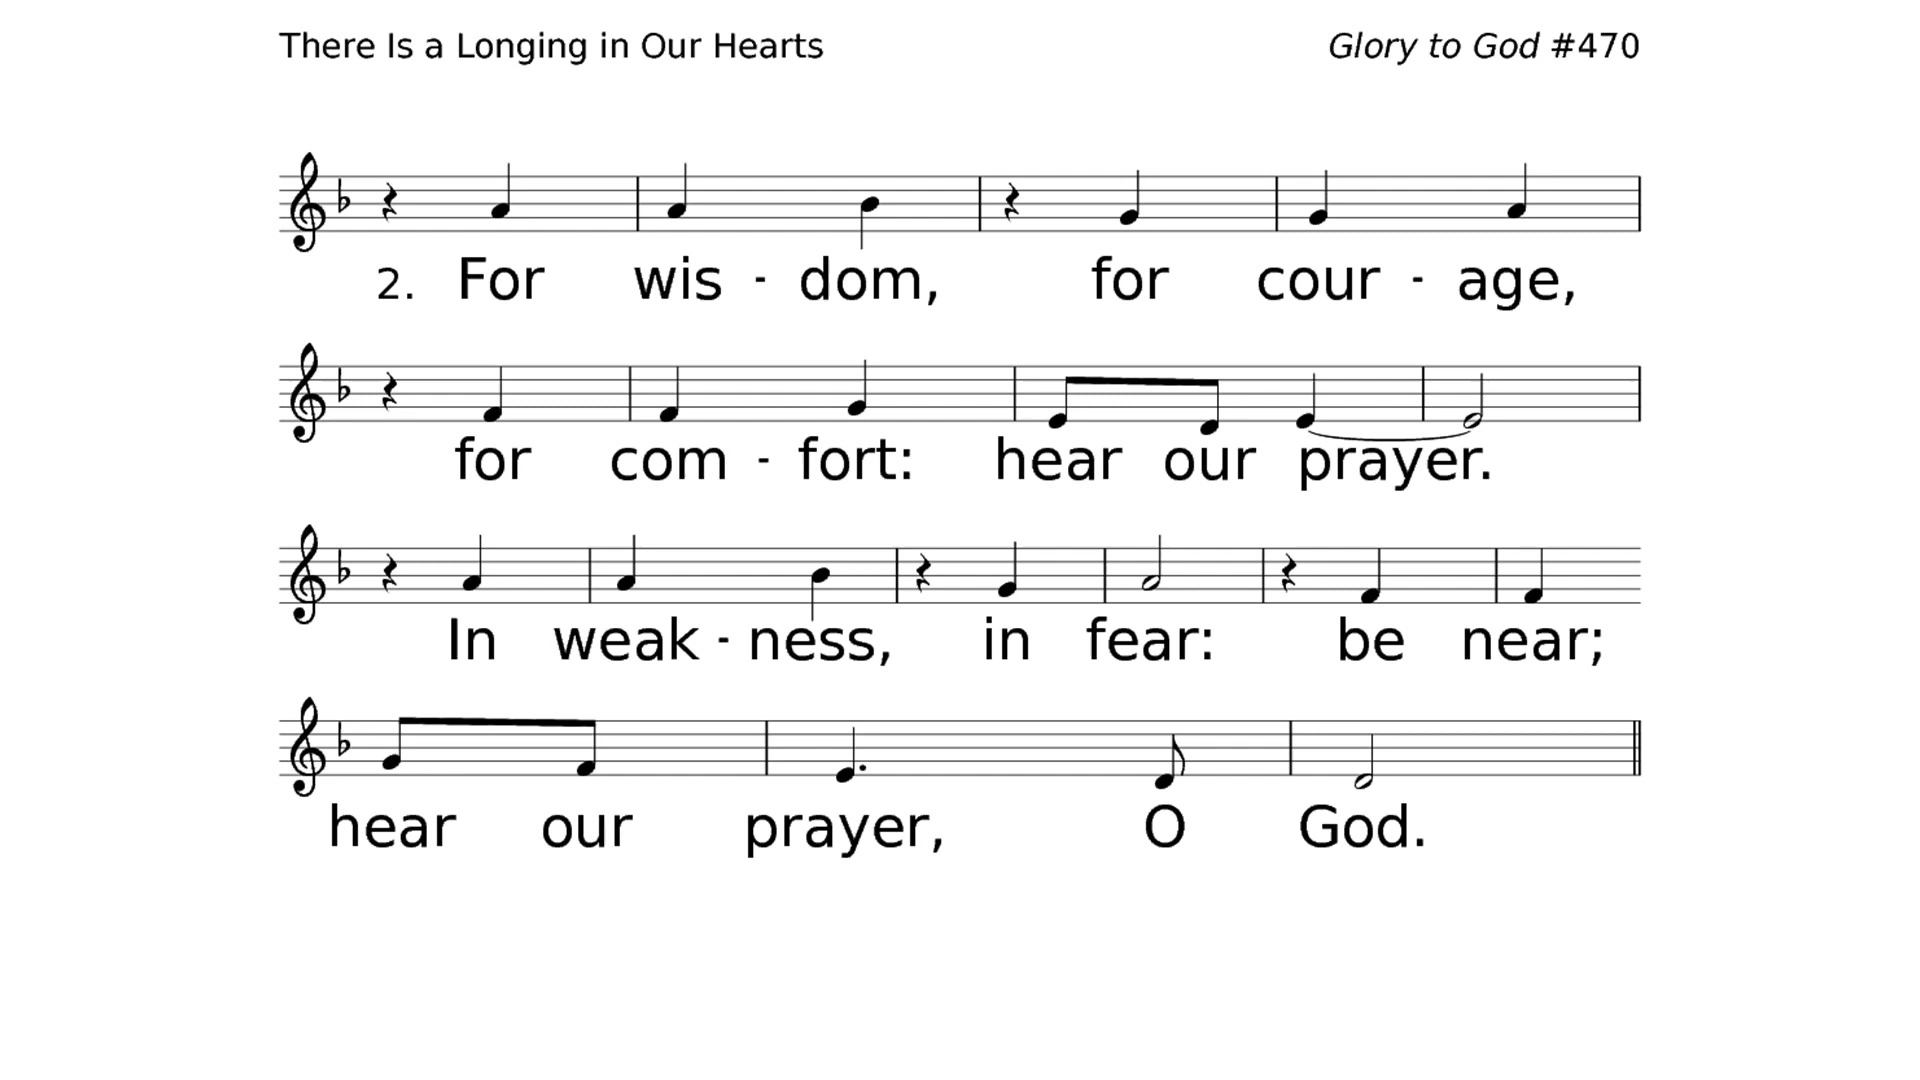 There Is a Longing in Our Hearts
Glory to God #470
2. For wis - dom, for cour - age,
for com - fort: hear our prayer.
In weak - ness, in fear: be near;
hear our prayer, O God.